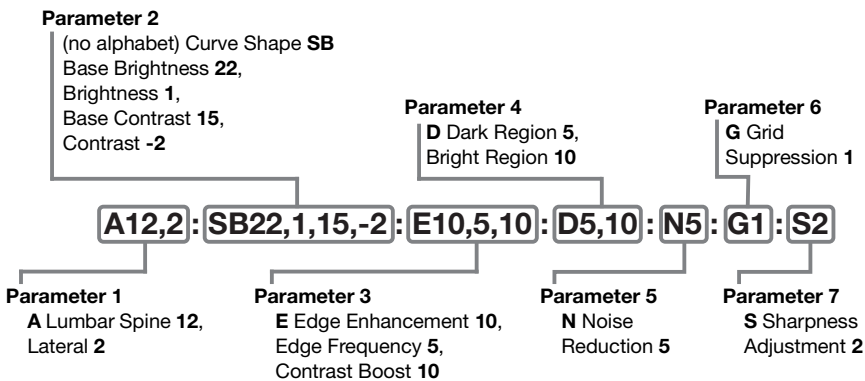 Parameter 2
(no alphabet) Curve Shape SB
Base Brightness 22,
Brightness 1,
Base Contrast 15,
Contrast -2
Parameter 4
D Dark Region 5,
Bright Region 10
Parameter 6
G Grid
Suppression 1
A12,2:SB22,1,15,-2:E10,5,10:D5,10:N5:G1:S2
Parameter 1
A Lumbar Spine 12,
Lateral 2
Parameter 3
E Edge Enhancement 10,
Edge Frequency 5,
Contrast Boost 10
Parameter 5
N Noise
Reduction 5
Parameter 7
S Sharpness
Adjustment 2